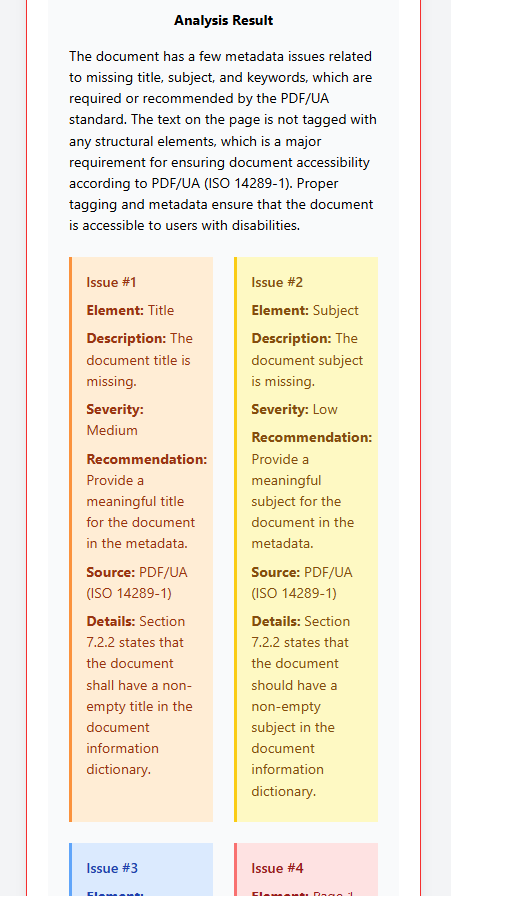 Analysis Result
The document has a few metadata issues related
to missing title, subject, and keywords, which are
required or recommended by the PDF/UA
standard. The text on the page is not tagged with
any structural elements, which is a major
requirement for ensuring document accessibility
according to PDF/UA (ISO 14289-1). Proper
tagging and metadata ensure that the document
is accessible to users with disabilities.
Issue #1
Element: Title
Description: The
document title is
missing.
Severity:
Medium
Recommendation:
Provide a
meaningful title
for the document
in the metadata.
Source: PDF/UA
(ISO 14289-1)
Details: Section
7.2.2 states that
the document
shall have a non-
empty title in the
document
information
dictionary.
Issue #2
Element: Subject
Description: The
document subject
is missing.
Severity: Low
Recommendation:
Provide a
meaningful
subject for the
document in the
metadata.
Source: PDF/UA
(ISO 14289-1)
Details: Section
7.2.2 states that
the document
should have a
non-empty
subject in the
document
information
dictionary.
Issue #3
Element:
Issue #4
Element: Page 1